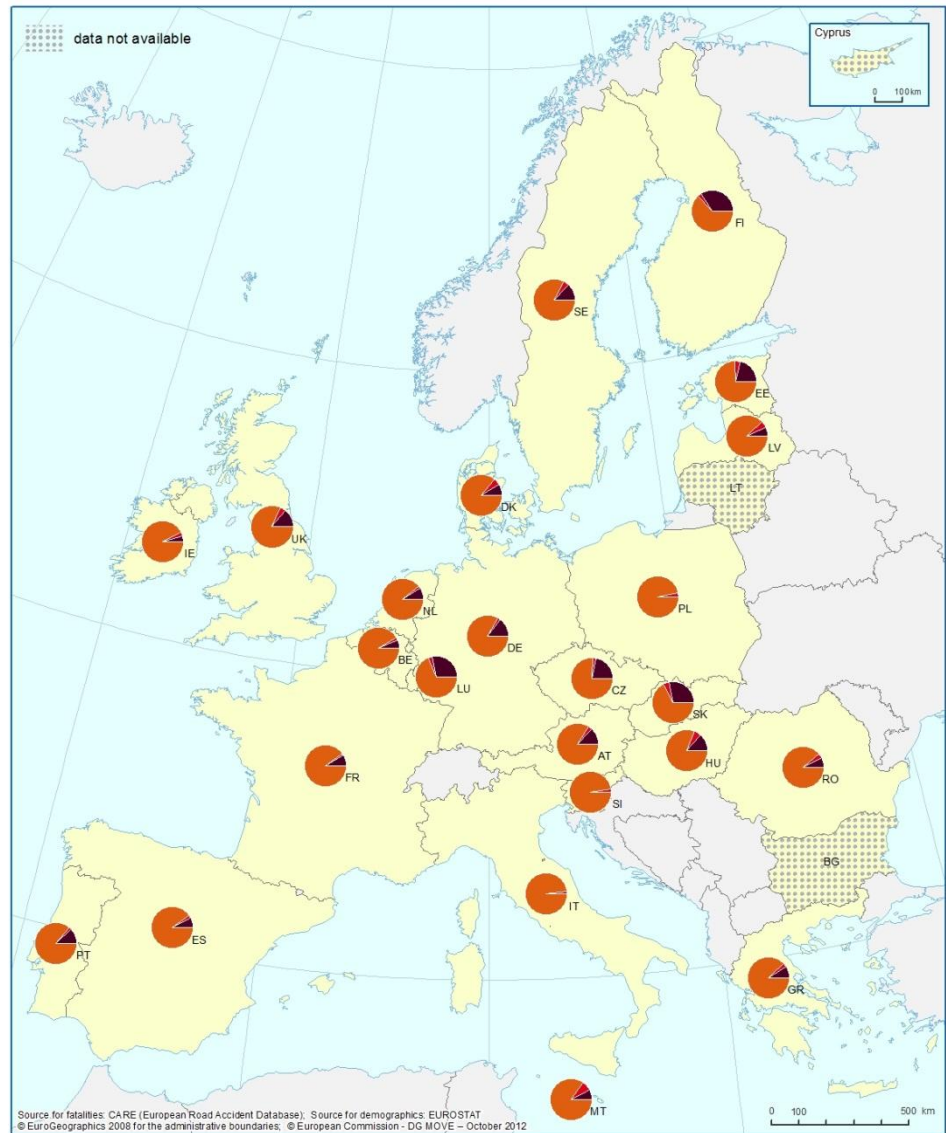 data not available
Cyprus
0 100 km
FI
SE
EE
LV
LT
DK
IE
UK
NL
PL
DE
BE
LU
CZ
SK
AT
HU
FR
RO
SI
BG
IT
ES
PT
GR
MT
Source for fatalities: CARE (European Road Accident Database); Source for demographics: EUROSTAT
© EuroGeographics 2008 for the administrative boundaries; © European Commission - DG MOVE – October 2012
0 100 500 km